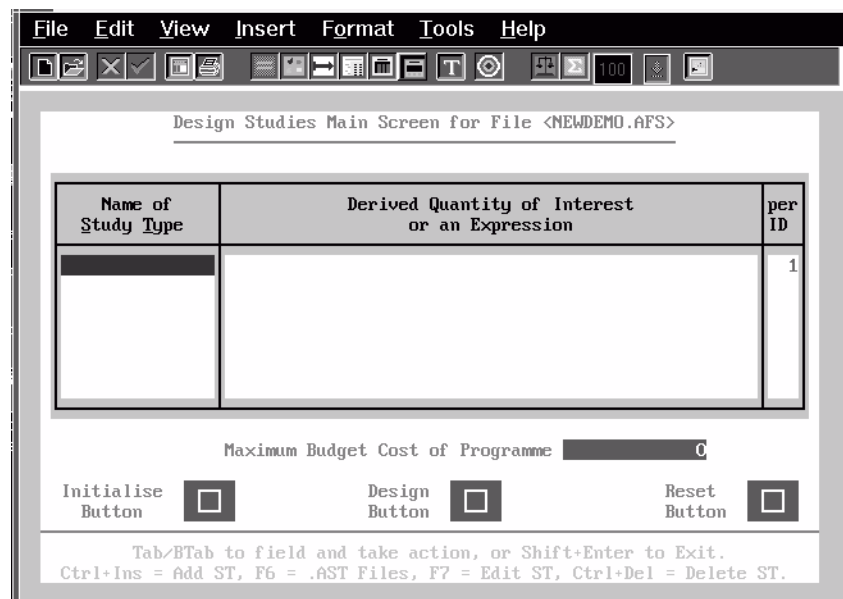 File Edit View Insert Format Tools Help
T Σ 100
Design Studies Main Screen for File <NEWDEMO.AFS>
Name of Derived Quantity of Interest per
Study Type or an Expression ID
1
Maximum Budget Cost of Programme 0
Initialise Design Reset
Button Button Button
Tab/BTab to field and take action, or Shift+Enter to Exit.
Ctrl+Ins = Add ST, F6 = .AST Files, F7 = Edit ST, Ctrl+Del = Delete ST.